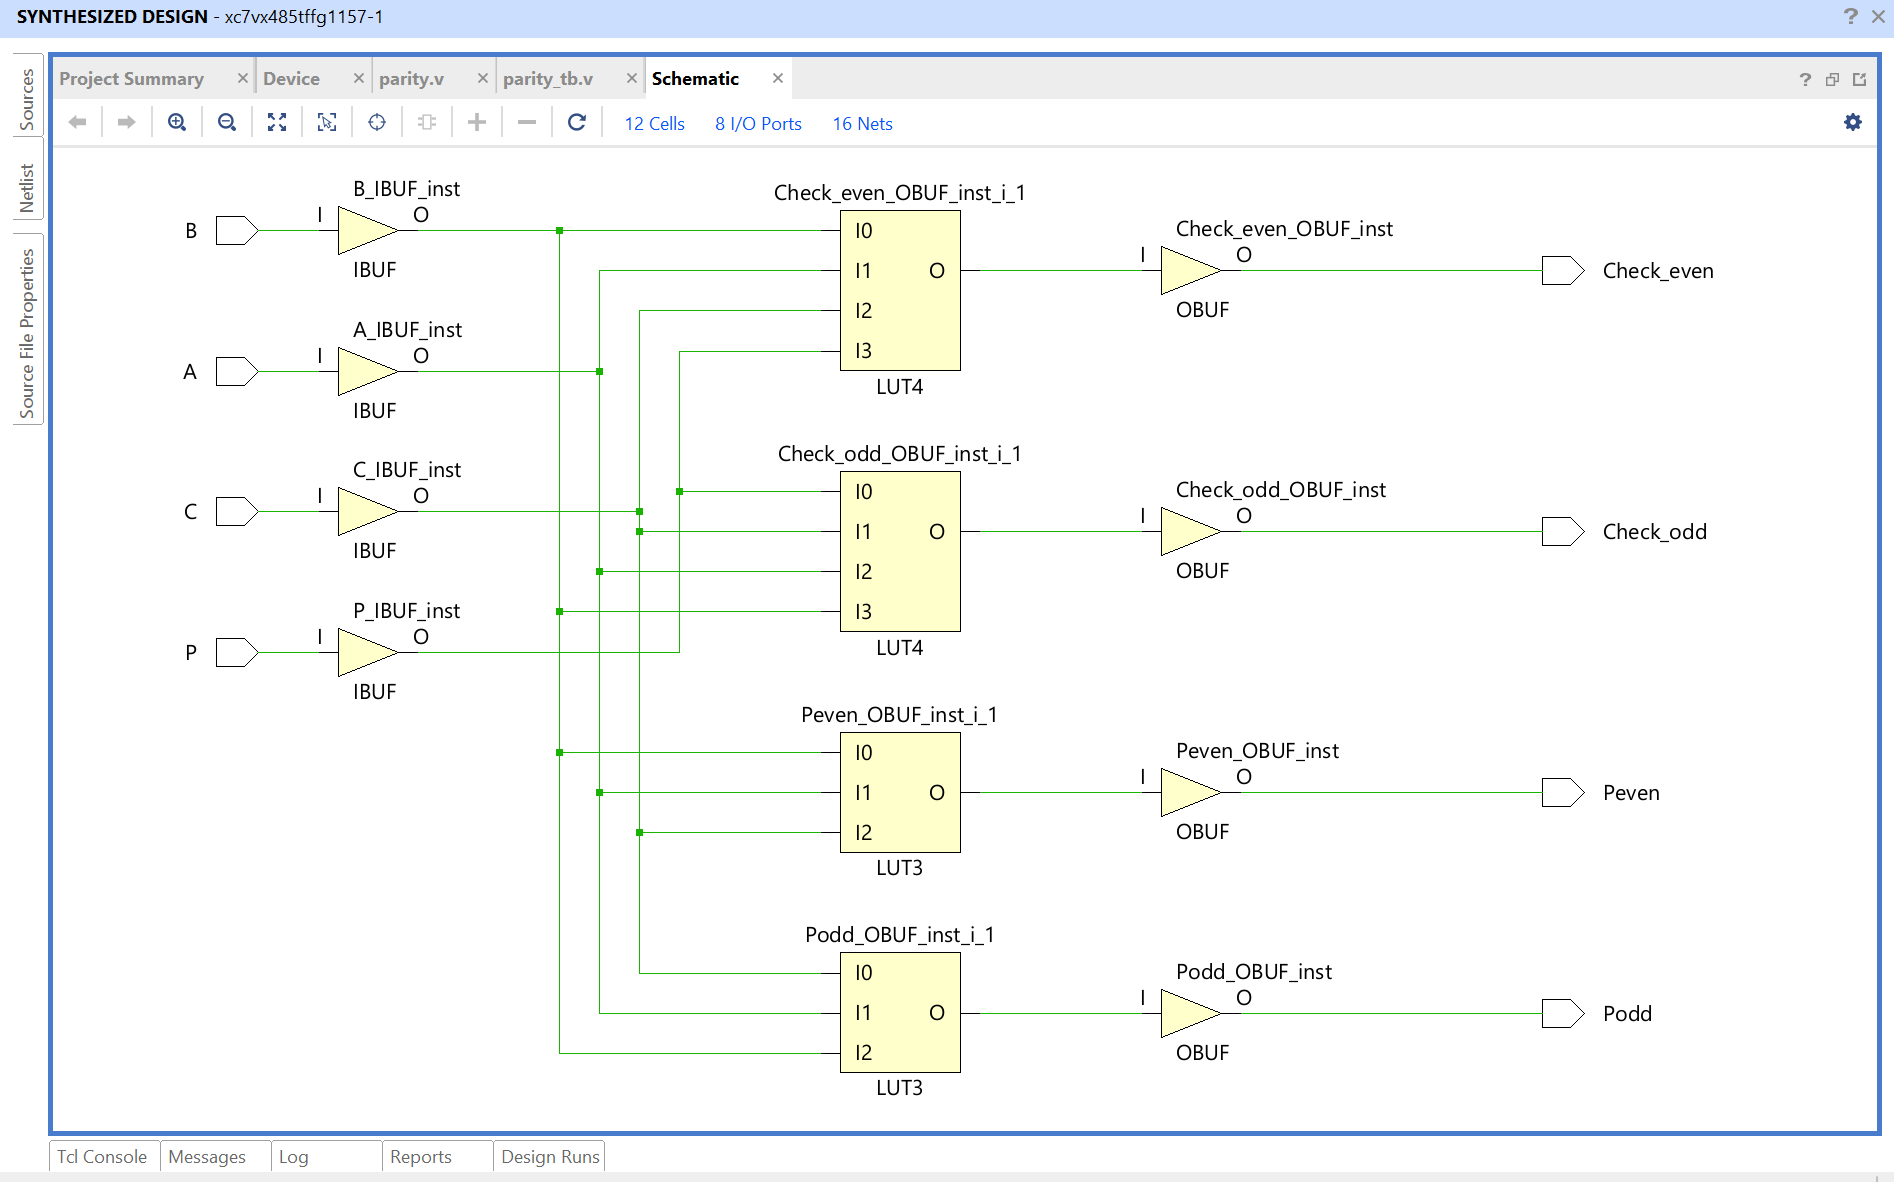 SYNTHESIZED DESIGN - xc7vx485tffg1157-1
Sources
Netlist
Source File Properties
Project Summary
Device
parity.v
parity_tb.v
Schematic
12 Cells
8 I/O Ports
16 Nets
B
I
B_IBUF_inst
O
IBUF
A
I
A_IBUF_inst
O
IBUF
C
I
C_IBUF_inst
O
IBUF
P
I
P_IBUF_inst
O
IBUF
Check_even_OBUF_inst_i_1
I0
I1
O
I2
I3
LUT4
Check_even_OBUF_inst
I
O
OBUF
Check_even
Check_odd_OBUF_inst_i_1
I0
I1
O
I2
I3
LUT4
Check_odd_OBUF_inst
I
O
OBUF
Check_odd
Peven_OBUF_inst_i_1
I0
I1
O
I2
LUT3
Peven_OBUF_inst
I
O
OBUF
Peven
Podd_OBUF_inst_i_1
I0
I1
O
I2
LUT3
Podd_OBUF_inst
I
O
OBUF
Podd
Tcl Console
Messages
Log
Reports
Design Runs